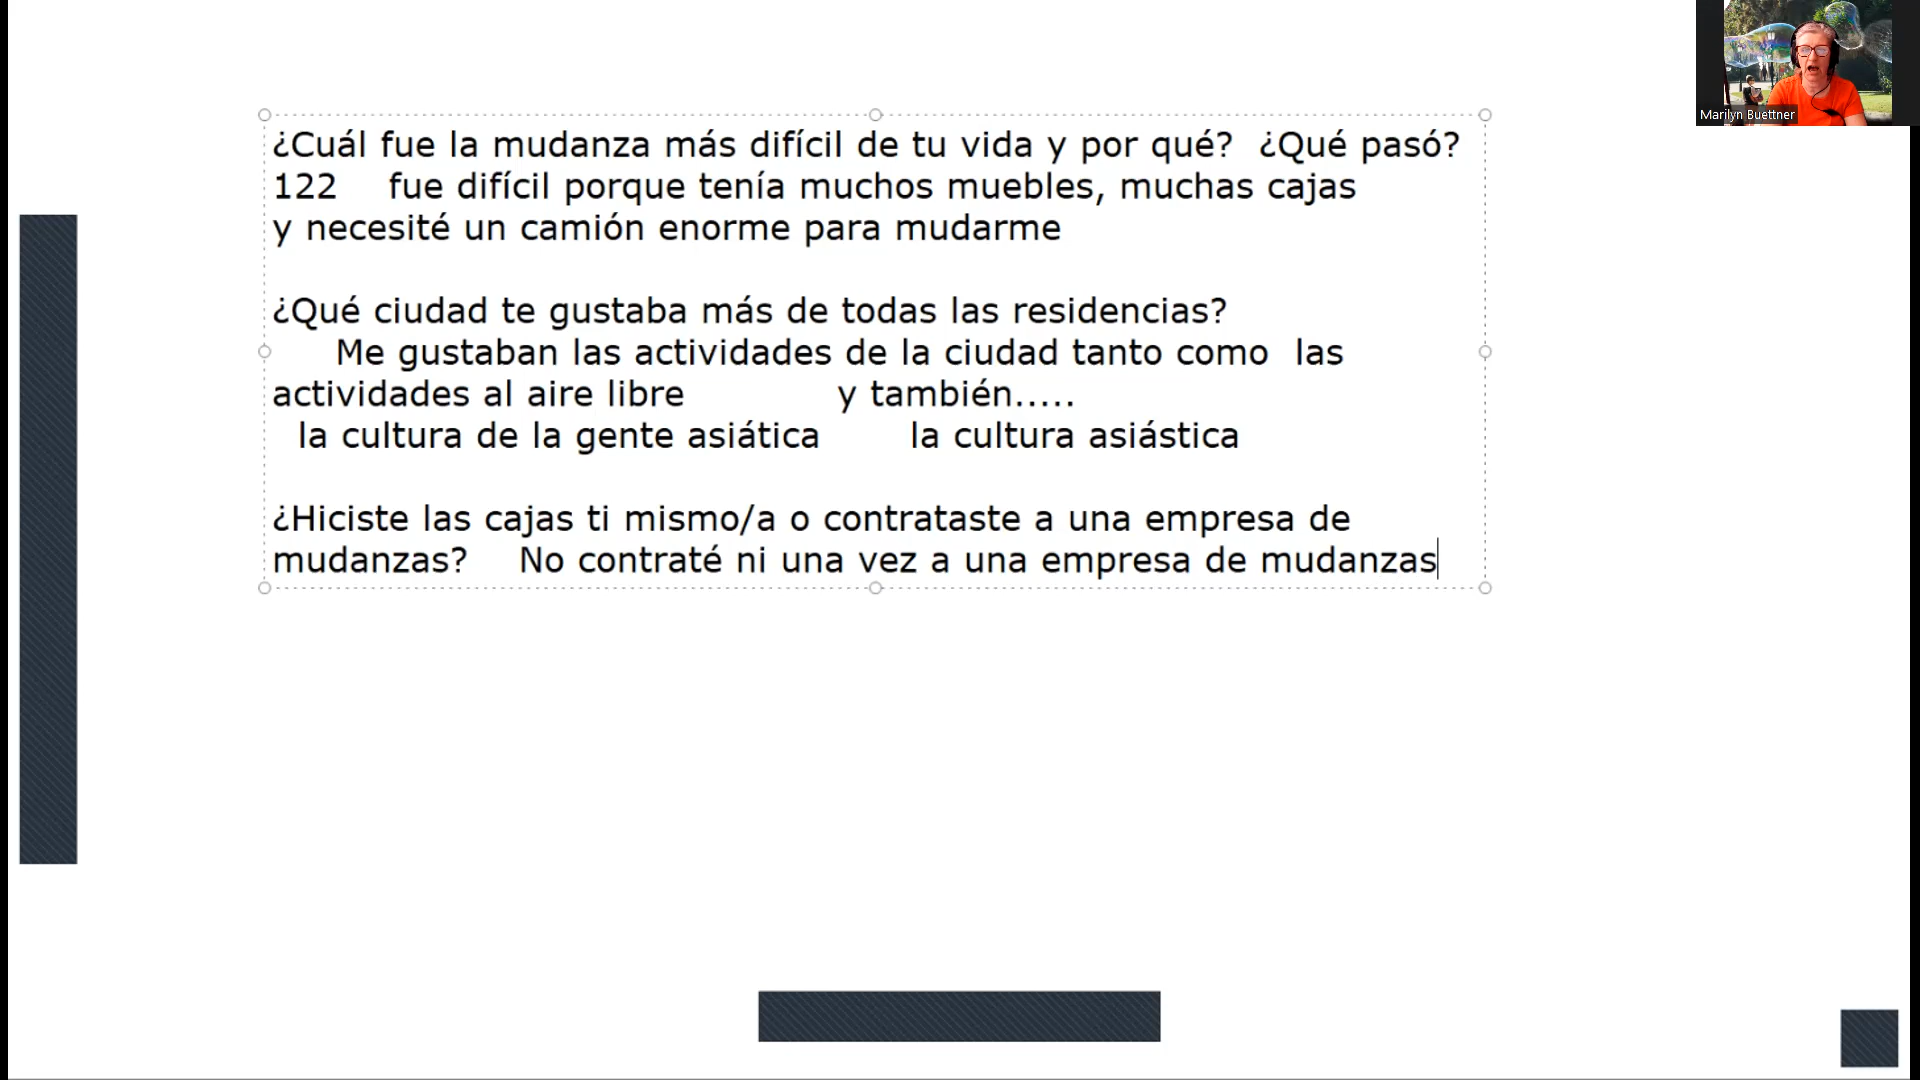 ¿Cuál fue la mudanza más difícil de tu vida y por qué?  ¿Qué pasó?
122    fue difícil porque tenía muchos muebles, muchas cajas
y necesité un camión enorme para mudarme
¿Qué ciudad te gustaba más de todas las residencias?
Me gustaban las actividades de la ciudad tanto como  las
actividades al aire libre            y también.....
la cultura de la gente asiática       la cultura asiástica
¿Hiciste las cajas ti mismo/a o contrataste a una empresa de
mudanzas?    No contraté ni una vez a una empresa de mudanzas
Marilyn Buettner